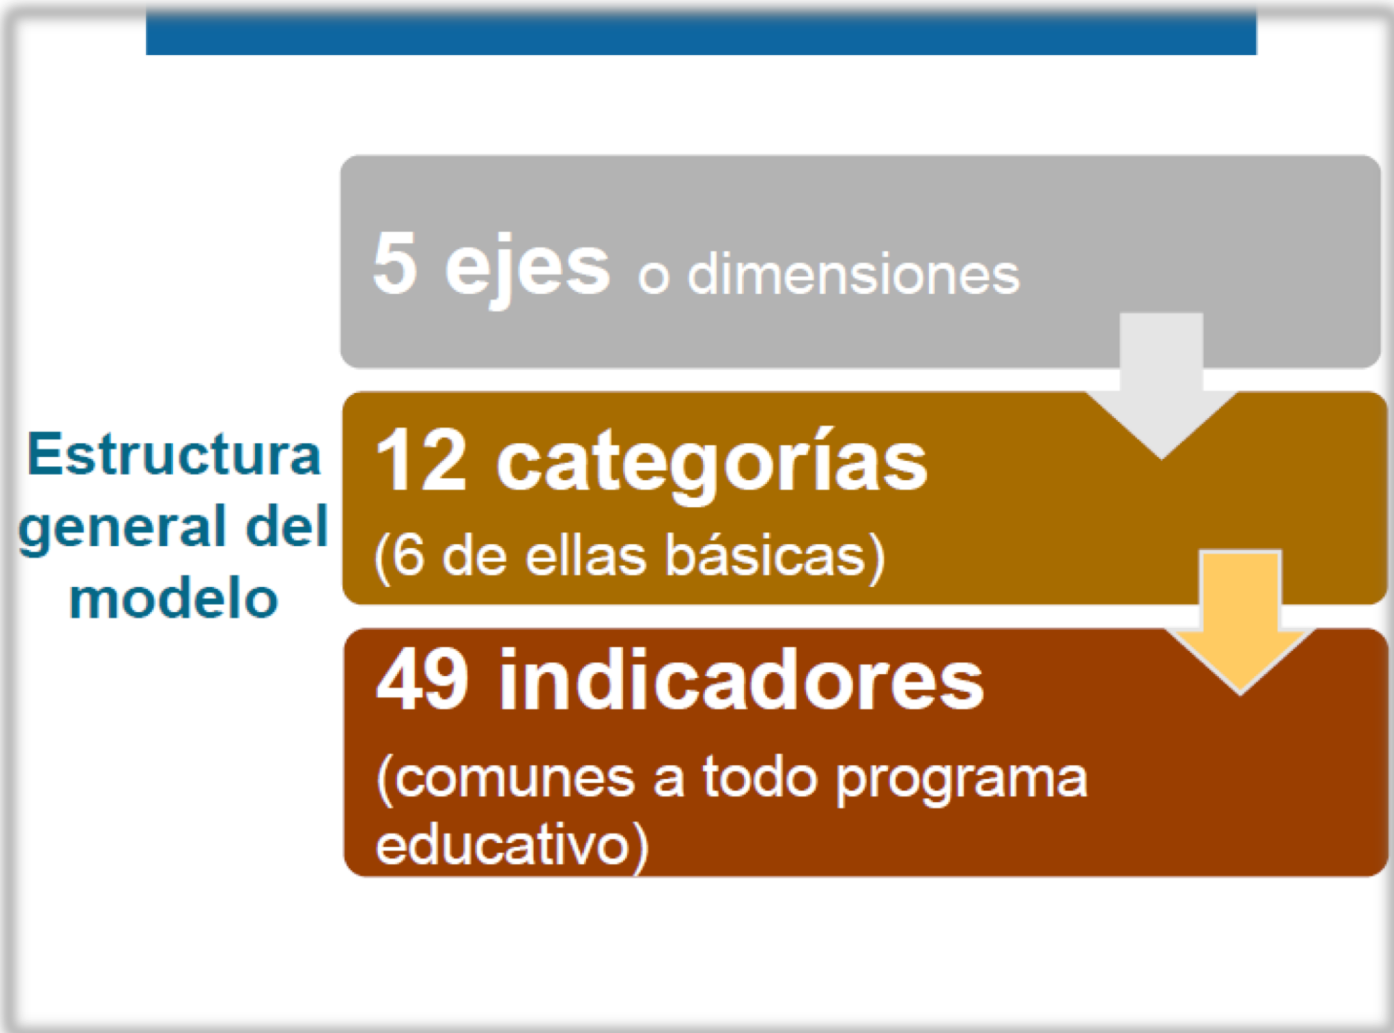 Estructura
general del
modelo
5 ejes o dimensiones
12 categorías
(6 de ellas básicas)
49 indicadores
(comunes a todo programa
educativo)